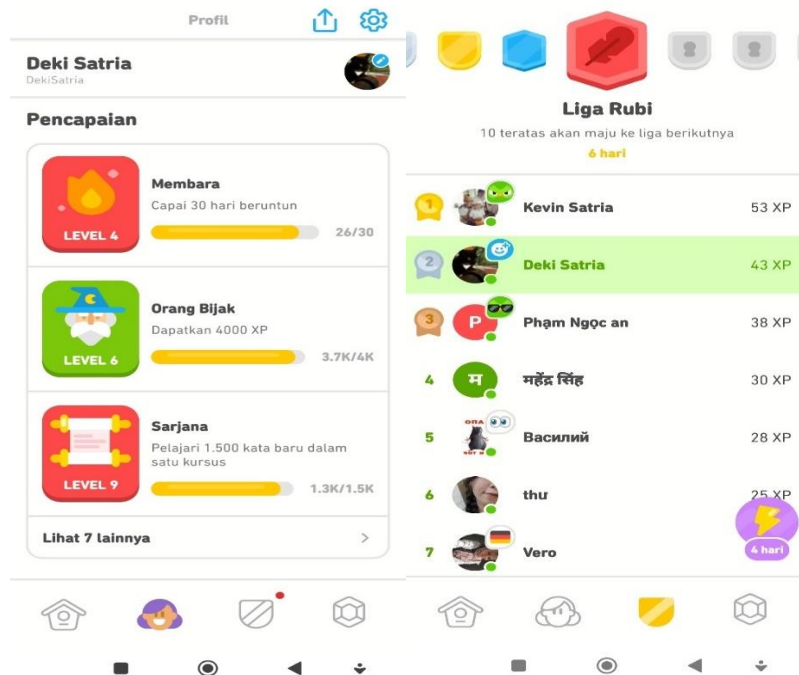 Profil
Deki Satria
DekiSatria
Pencapaian
LEVEL 4
Membara
Capai 30 hari beruntun
26/30
LEVEL 6
Orang Bijak
Dapatkan 4000 XP
3.7K/4K
LEVEL 9
Sarjana
Pelajari 1.500 kata baru dalam
satu kursus
1.3K/1.5K
Lihat 7 lainnya
Liga Rubi
10 teratas akan maju ke liga berikutnya
6 hari
1 Kevin Satria 53 XP
2 Deki Satria 43 XP
3 P Phạm Ngọc an 38 XP
4 म महेंद्र सिंह 30 XP
5 Василий 28 XP
6 thư 25 XP
7 Vero
4 hari